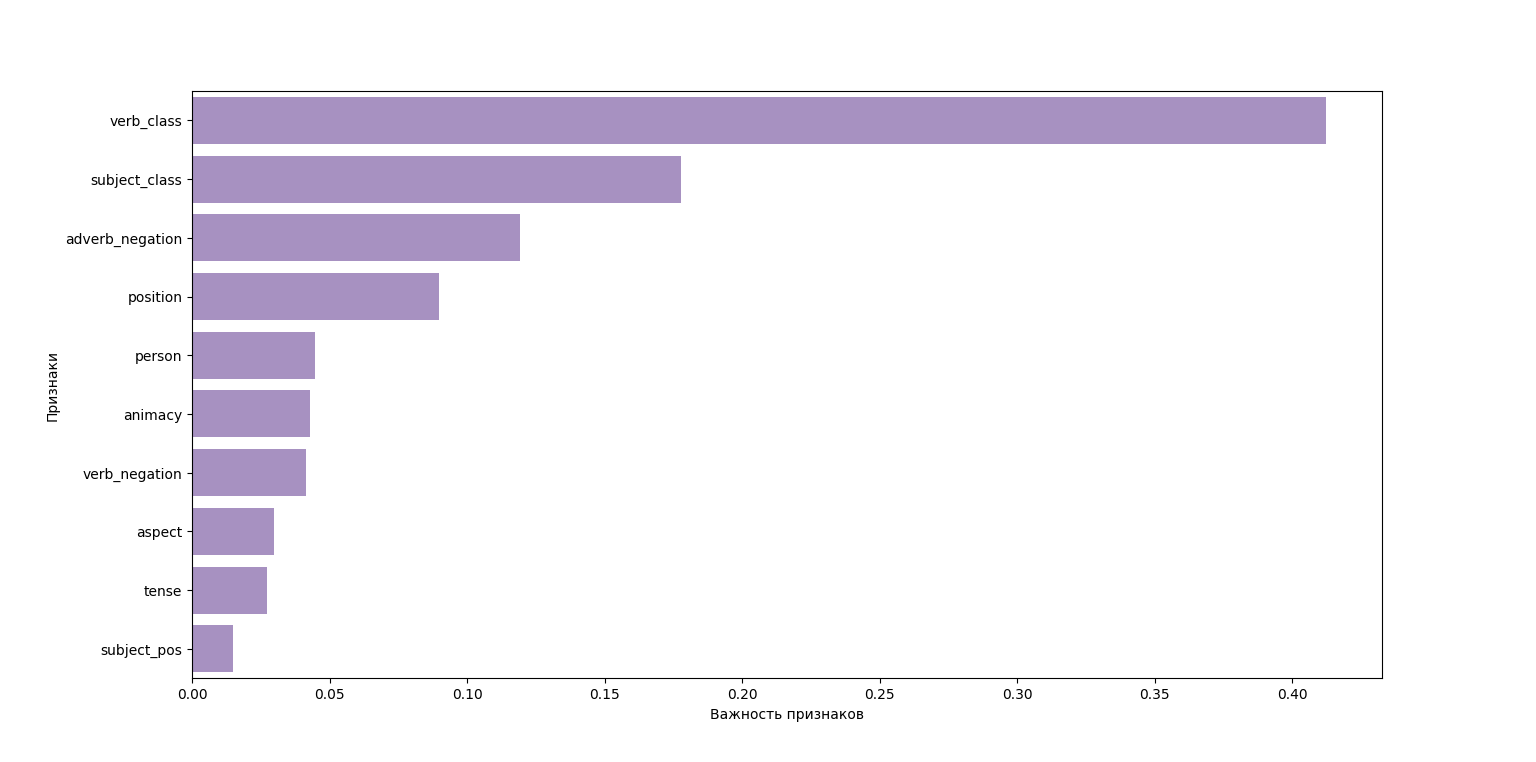 verb_class
subject_class
adverb_negation
position
person
animacy
verb_negation
aspect
tense
subject_pos
Признаки
0.00 0.05 0.10 0.15 0.20 0.25 0.30 0.35 0.40
Важность признаков